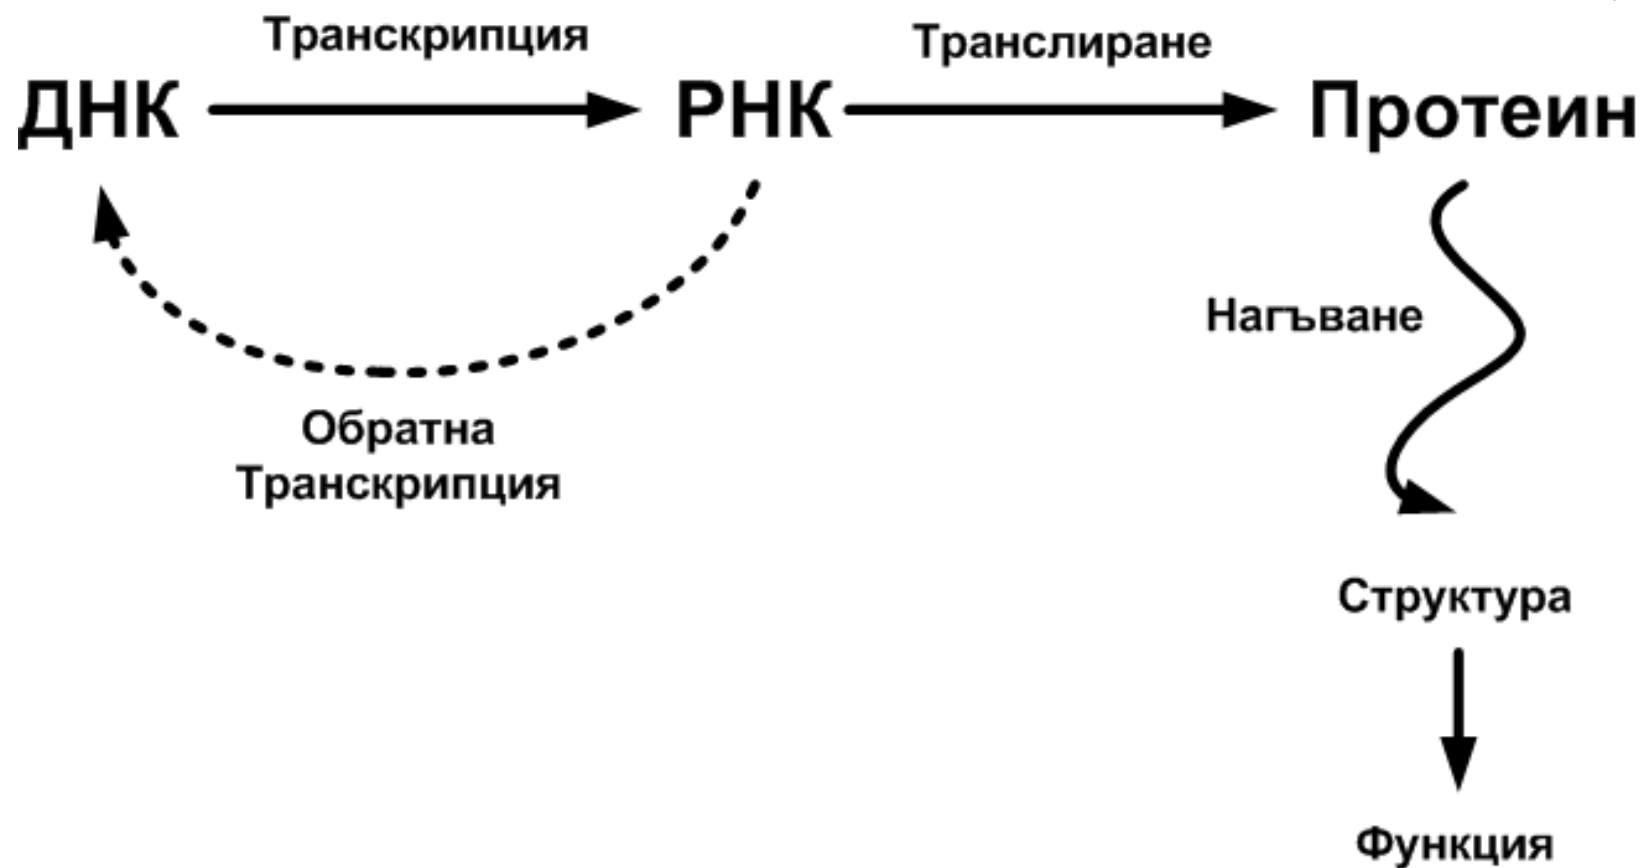 Транскрипция
Транслиране
ДНК
РНК
Протеин
Нагъване
Обратна
Транскрипция
Структура
Функция